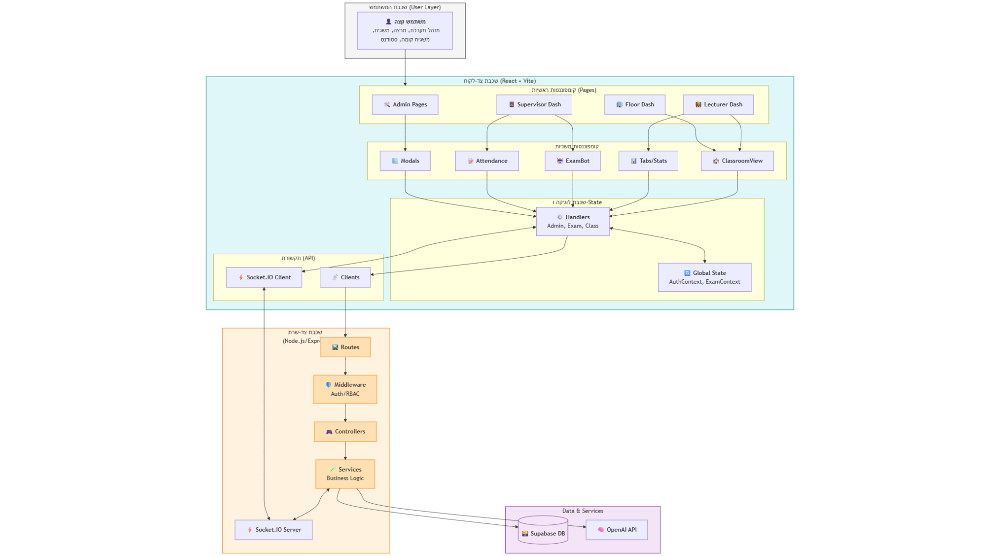 שכבת המשתמש (User Layer)
משתמש קצה
מנהל מערכת, מרצה, משגיח,
משגיח קומה, סטודנט
שכבת צד-לקוח (React + Vite)
קומפוננטות ראשיות (Pages)
Admin Pages
Supervisor Dash
Floor Dash
Lecturer Dash
קומפוננטות משניות
Modals
Attendance
ExamBot
Tabs/Stats
ClassroomView
שכבת לוגיקה ו-State
Handlers
Admin, Exam, Class
תקשורת (API)
Socket.IO Client
Clients
Global State
AuthContext, ExamContext
שכבת צד-שרת
(Node.js/Expre
Routes
Middleware
Auth/RBAC
Controllers
Services
Business Logic
Socket.IO Server
Data & Services
Supabase DB
OpenAI API